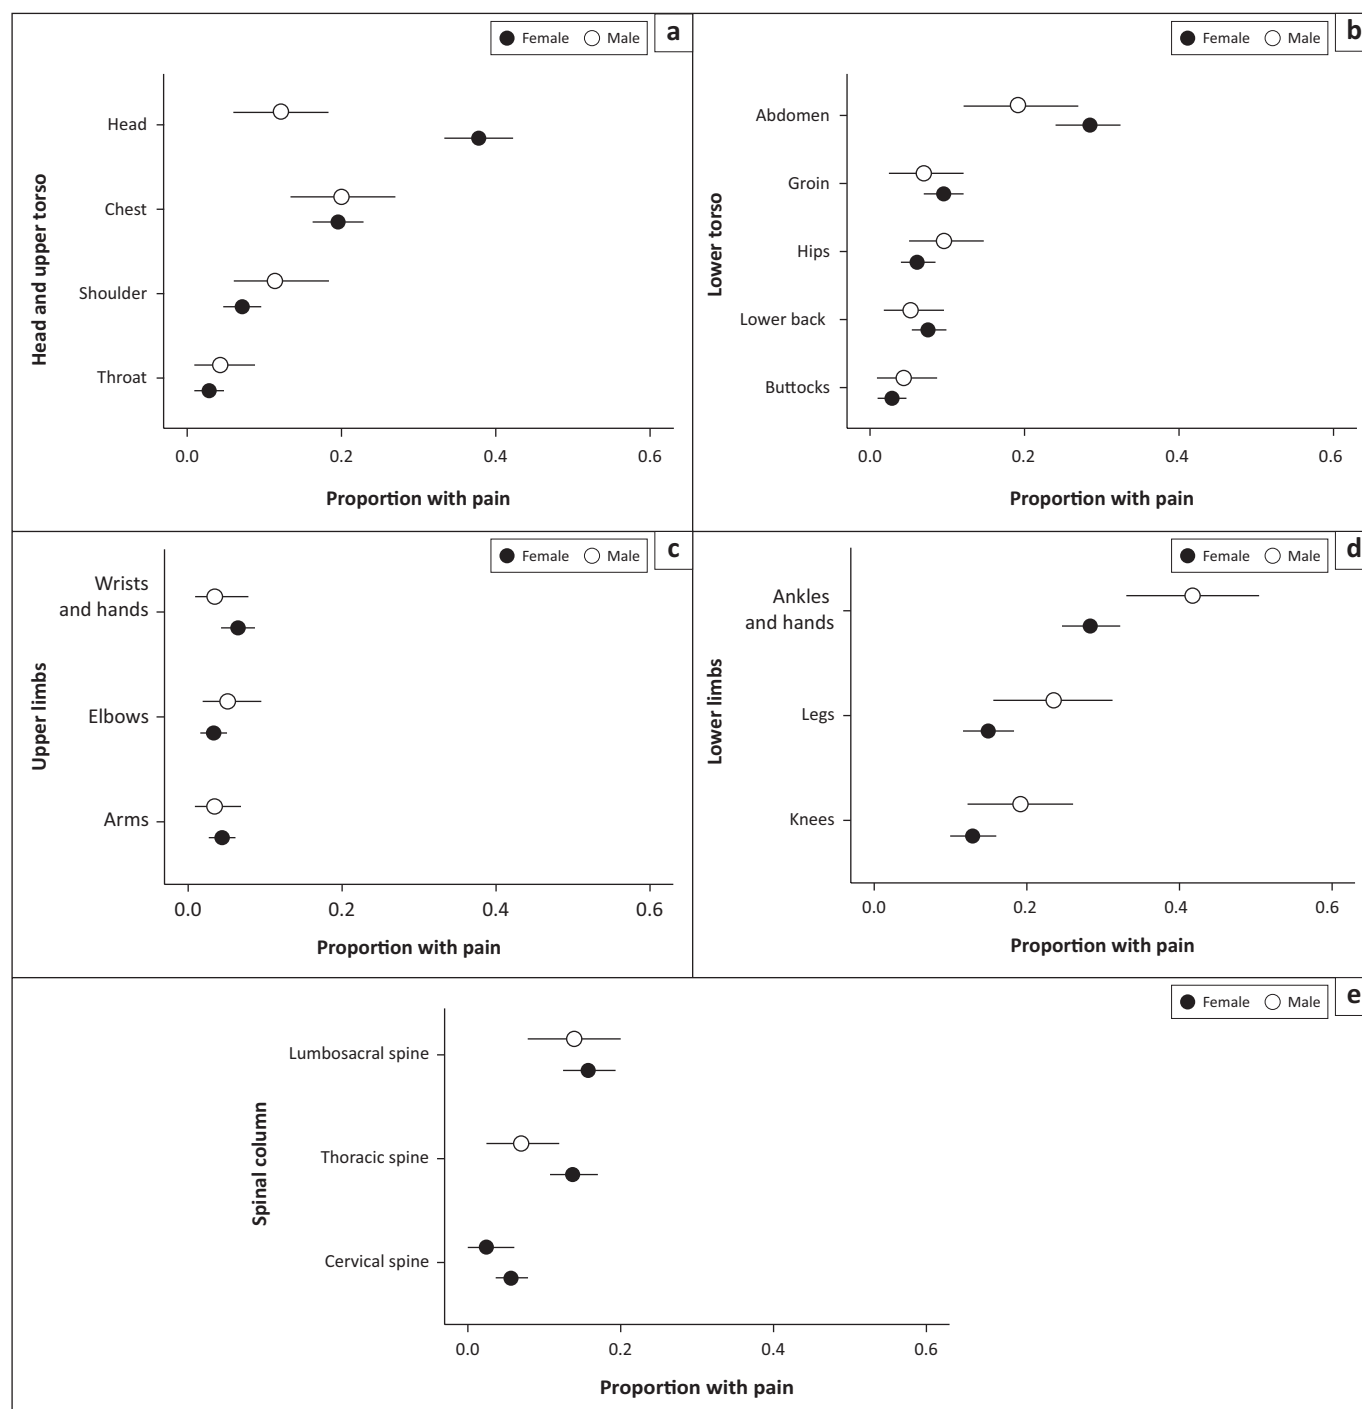 Female Male a
Head and upper torso
Head
Chest
Shoulder
Throat
0.0 0.2 0.4 0.6
Proportion with pain
Female Male b
Lower torso
Abdomen
Groin
Hips
Lower back
Buttocks
0.0 0.2 0.4 0.6
Proportion with pain
Female Male c
Upper limbs
Wrists
and hands
Elbows
Arms
0.0 0.2 0.4 0.6
Proportion with pain
Female Male d
Lower limbs
Ankles
and hands
Legs
Knees
0.0 0.2 0.4 0.6
Proportion with pain
Female Male e
Spinal column
Lumbosacral spine
Thoracic spine
Cervical spine
0.0 0.2 0.4 0.6
Proportion with pain